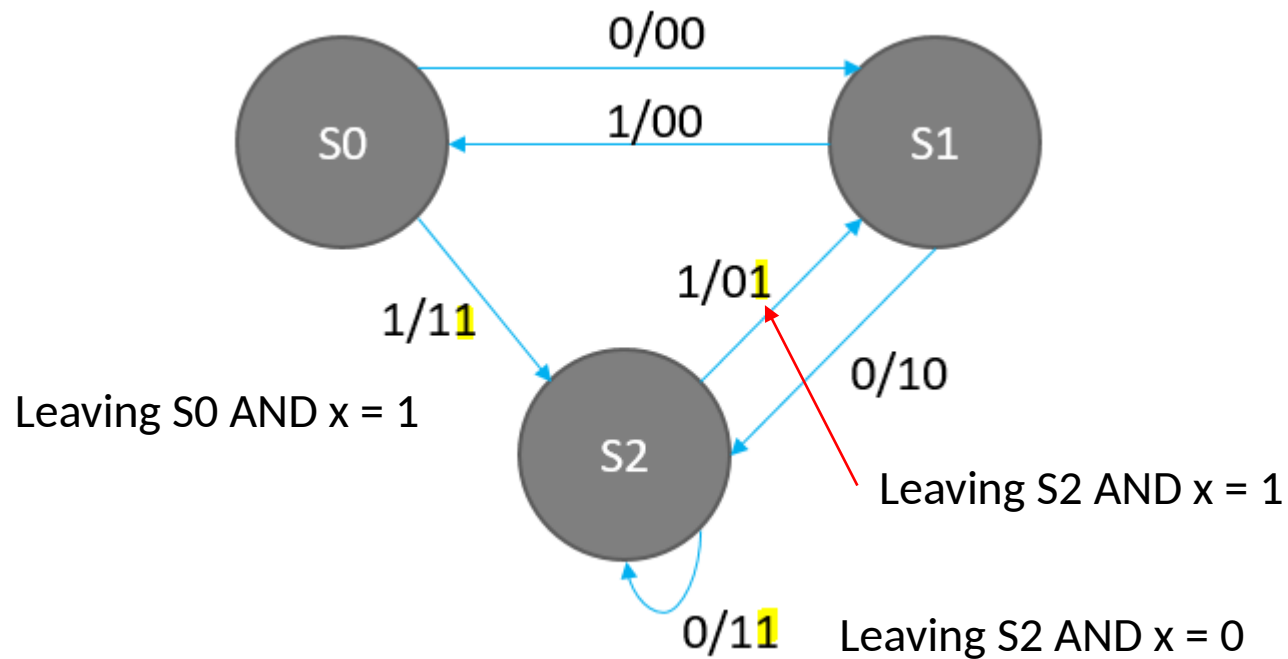 0/00
S0
1/00
S1
1/01
1/11
0/10
Leaving S0 AND x = 1
S2
Leaving S2 AND x = 1
0/11
Leaving S2 AND x = 0